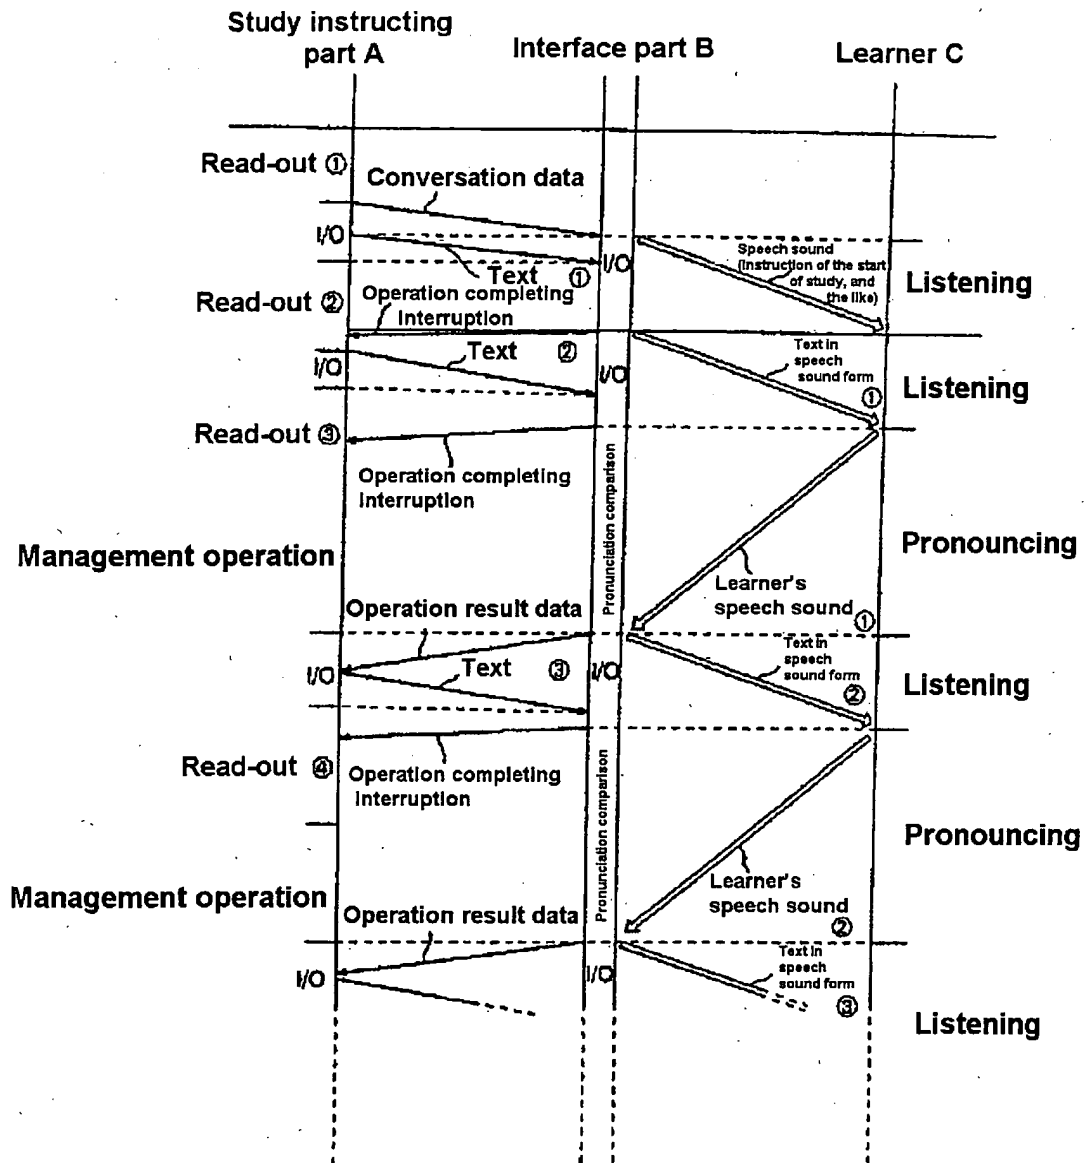 Study instructing
part A
Interface part B
Learner C
Read-out ①
Conversation data
I/O
Text ①
I/O
Speech sound
(Instruction of the start
of study, and
the like)
Listening
Read-out ②
Operation completing
Interruption
I/O
Text ②
I/O
Text in
speech
sound form
①
Listening
Read-out ③
Operation completing
Interruption
Pronunciation comparison
Pronouncing
Management operation
Learner's
speech sound ①
Operation result data
I/O
Text ③
I/O
Text in
speech
sound form
②
Listening
Read-out ④
Operation completing
Interruption
Pronunciation comparison
Pronouncing
Management operation
Learner's
speech sound
②
Operation result data
I/O
I/O
Text in
speech
sound form
③
Listening